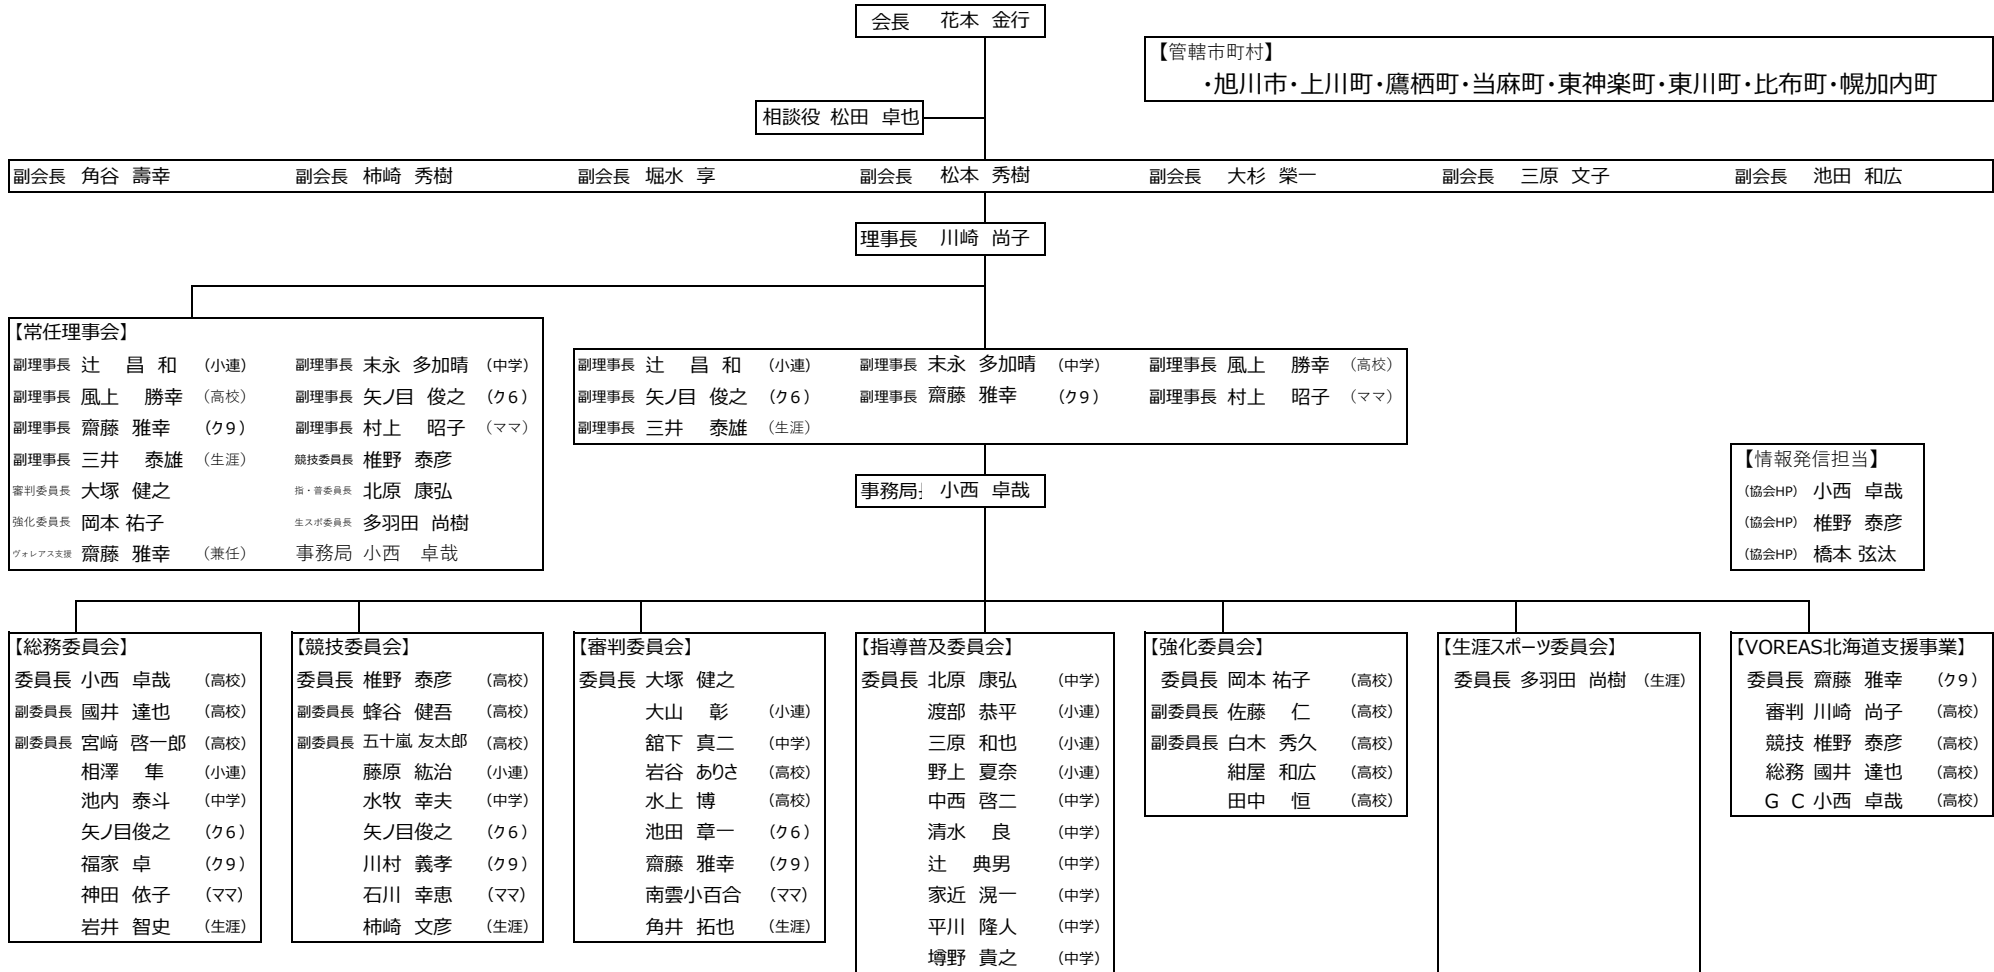 会長 花本 金行
【管轄市町村】
・旭川市・上川町・鷹栖町・当麻町・東神楽町・東川町・比布町・幌加内町
相談役 松田 卓也
副会長 角谷 壽幸 副会長 柿崎 秀樹 副会長 堀水 享 副会長 松本 秀樹 副会長 大杉 榮一 副会長 三原 文子 副会長 池田 和広
理事長 川崎 尚子
【常任理事会】
副理事長 辻 昌和 (小連) 副理事長 末永 多加晴 (中学)
副理事長 風上 勝幸 (高校) 副理事長 矢ノ目 俊之 (ク6)
副理事長 齋藤 雅幸 (ク9) 副理事長 村上 昭子 (ママ)
副理事長 三井 泰雄 (生涯) 競技委員長 椎野 泰彦
審判委員長 大塚 健之 指・普委員長 北原 康弘
強化委員長 岡本 祐子 生スポ委員長 多羽田 尚樹
ヴォレアス支援 齋藤 雅幸 (兼任) 事務局 小西 卓哉
副理事長 辻 昌和 (小連) 副理事長 末永 多加晴 (中学) 副理事長 風上 勝幸 (高校)
副理事長 矢ノ目 俊之 (ク6) 副理事長 齋藤 雅幸 (ク9) 副理事長 村上 昭子 (ママ)
副理事長 三井 泰雄 (生涯)
事務局 小西 卓哉
【情報発信担当】
(協会HP) 小西 卓哉
(協会HP) 椎野 泰彦
(協会HP) 橋本 弦汰
【総務委員会】
委員長 小西 卓哉 (高校)
副委員長 國井 達也 (高校)
副委員長 宮﨑 啓一郎 (高校)
相澤 隼 (小連)
池内 泰斗 (中学)
矢ノ目俊之 (ク6)
福家 卓 (ク9)
神田 依子 (ママ)
岩井 智史 (生涯)
【競技委員会】
委員長 椎野 泰彦 (高校)
副委員長 蜂谷 健吾 (高校)
副委員長 五十嵐 友太郎 (高校)
藤原 紘治 (小連)
水牧 幸夫 (中学)
矢ノ目俊之 (ク6)
川村 義孝 (ク9)
石川 幸恵 (ママ)
柿崎 文彦 (生涯)
【審判委員会】
委員長 大塚 健之
大山 彰 (小連)
舘下 真二 (中学)
岩谷 ありさ (高校)
水上 博 (高校)
池田 章一 (ク6)
齋藤 雅幸 (ク9)
南雲小百合 (ママ)
角井 拓也 (生涯)
【指導普及委員会】
委員長 北原 康弘 (中学)
渡部 恭平 (小連)
三原 和也 (小連)
野上 夏奈 (小連)
中西 啓二 (中学)
清水 良 (中学)
辻 典男 (中学)
家近 滉一 (中学)
平川 隆人 (中学)
墫野 貴之 (中学)
【強化委員会】
委員長 岡本 祐子 (高校)
副委員長 佐藤 仁 (高校)
副委員長 白木 秀久 (高校)
紺屋 和広 (高校)
田中 恒 (高校)
【生涯スポーツ委員会】
委員長 多羽田 尚樹 (生涯)
【VOREAS北海道支援事業】
委員長 齋藤 雅幸 (ク9)
審判 川崎 尚子 (高校)
競技 椎野 泰彦 (高校)
総務 國井 達也 (高校)
G C 小西 卓哉 (高校)